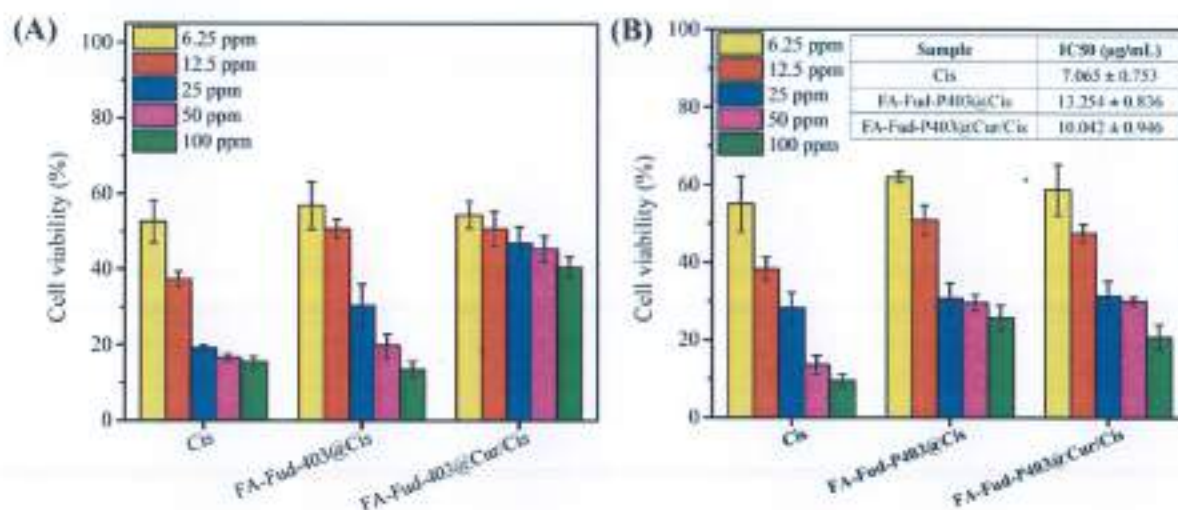 (A)
100
80
60
40
20
0
Cell viability (%)
6.25 ppm
12.5 ppm
25 ppm
50 ppm
100 ppm
Cis
FA-Fud-403@Cis
FA-Fud-403@Cur/Cis
(B)
100
80
60
40
20
0
Cell viability (%)
6.25 ppm
12.5 ppm
25 ppm
50 ppm
100 ppm
Sample IC50 (µg/mL)
Cis 7.065 ± 0.753
FA-Fud-P403@Cis 13.254 ± 0.836
FA-Fud-P403@Cur/Cis 10.042 ± 0.946
Cis
FA-Fud-P403@Cis
FA-Fud-P403@Cur/Cis